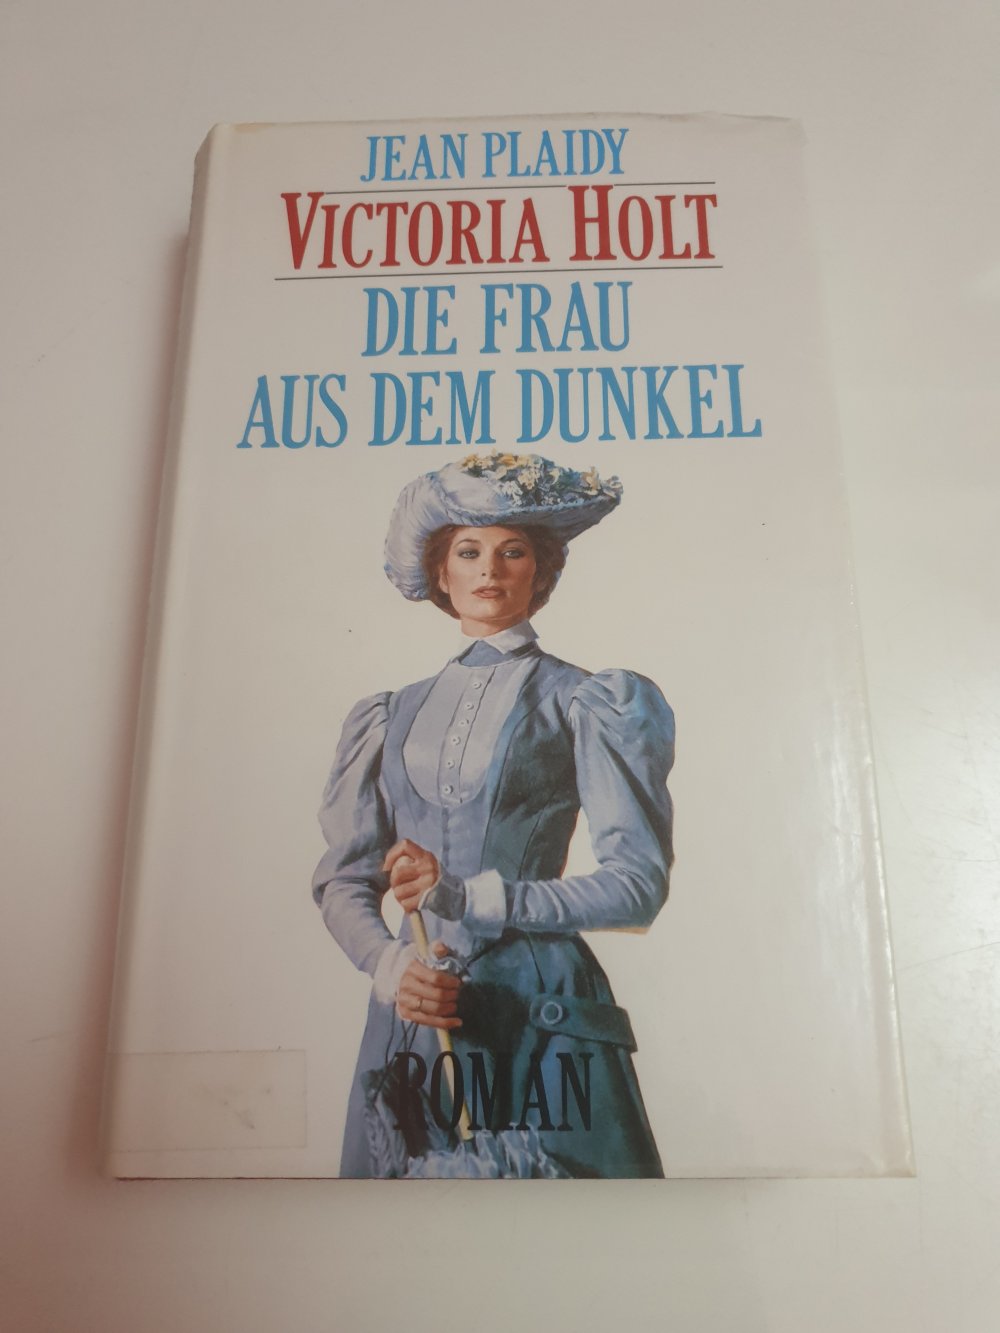 JEAN PLAIDY
VICTORIA HOLT
DIE FRAU
AUS DEM DUNKEL
ROMAN